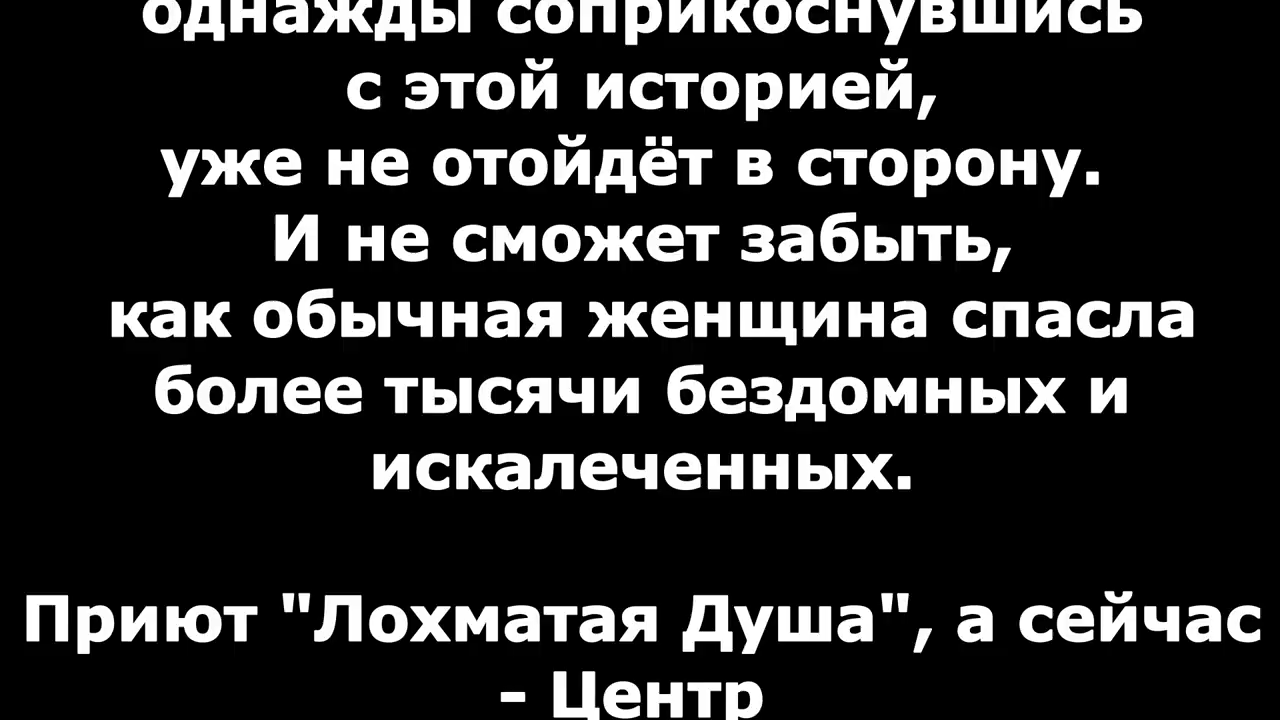 однажды соприкоснувшись
с этой историей,
уже не отойдёт в сторону.
И не сможет забыть,
как обычная женщина спасла
более тысячи бездомных и
искалеченных.
Приют "Лохматая Душа", а сейчас
- Центр